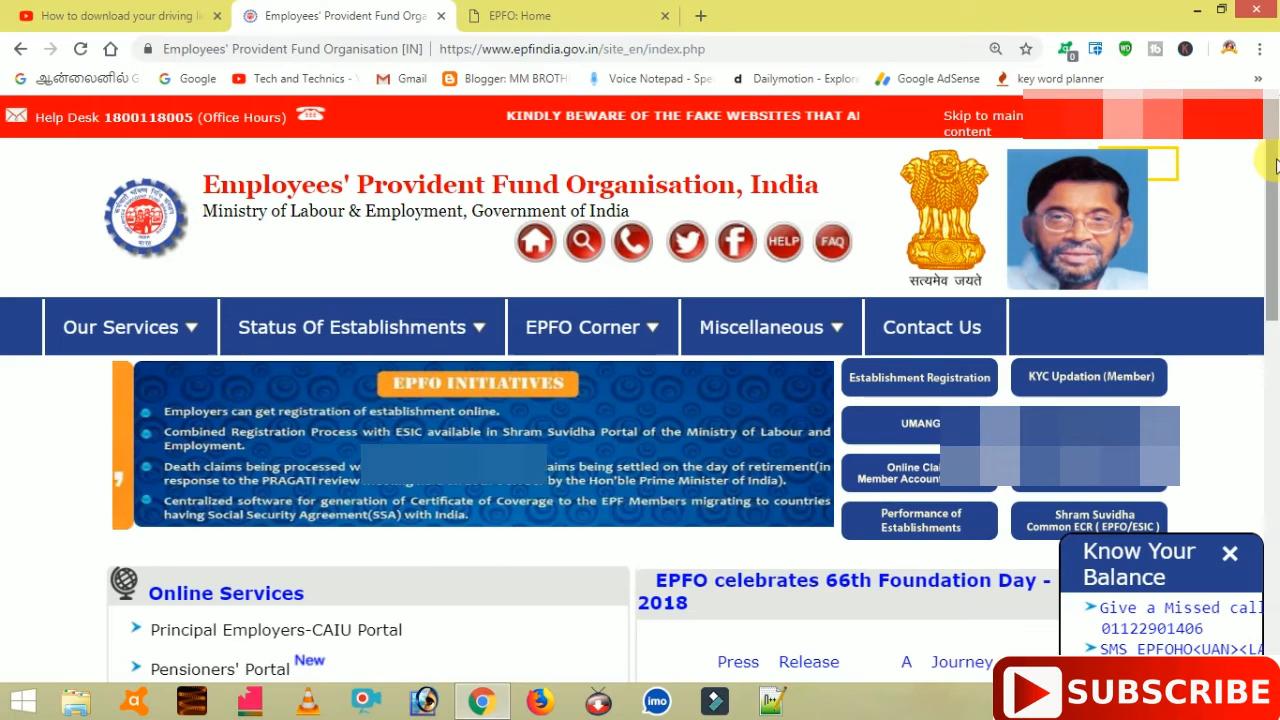 How to download your driving li
Employees' Provident Fund Orga
EPFO: Home
Employees' Provident Fund Organisation [IN]
https://www.epfindia.gov.in/site_en/index.php
ஆன்லைனில் G
Google
Tech and Technics -
Gmail
Blogger: MM BROTH
Voice Notepad - Spe
Dailymotion - Explor
Google AdSense
key word planner
Help Desk 1800118005 (Office Hours)
KINDLY BEWARE OF THE FAKE WEBSITES THAT A
Skip to main
content
Employees' Provident Fund Organisation, India
Ministry of Labour & Employment, Government of India
HELP
FAQ
सत्यमेव जयते
Our Services
Status Of Establishments
EPFO Corner
Miscellaneous
Contact Us
EPFO INITIATIVES
Employers can get registration of establishment online.
Combined Registration Process with ESIC available in Shram Suvidha Portal of the Ministry of Labour and
Employment.
Death claims being processed w aims being settled on the day of retirement(in
response to the PRAGATI review by the Hon'ble Prime Minister of India).
Centralized software for generation of Certificate of Coverage to the EPF Members migrating to countries
having Social Security Agreement(SSA) with India.
Establishment Registration
KYC Updation (Member)
UMANG
Online Clai
Member Account
Performance of
Establishments
Shram Suvidha
Common ECR ( EPFO/ESIC )
Know Your
Balance
Give a Missed call
01122901406
SMS EPFOHO<UAN><LA
Online Services
Principal Employers-CAIU Portal
Pensioners' Portal New
EPFO celebrates 66th Foundation Day -
2018
Press Release A Journey
imo
SUBSCRIBE